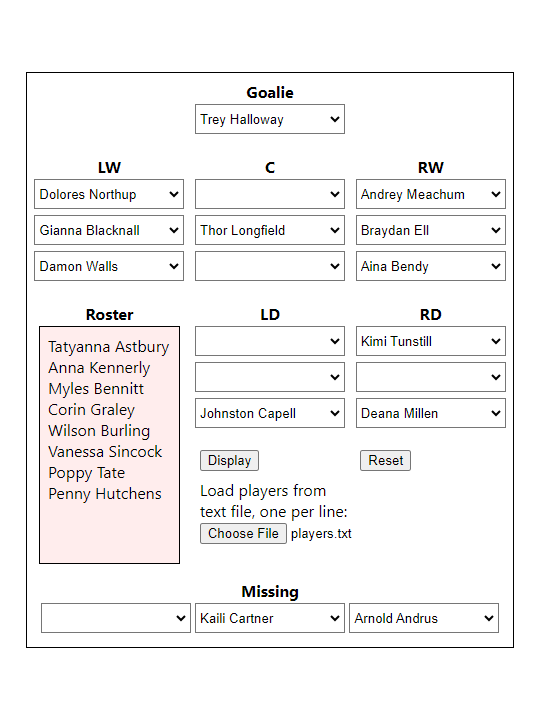 Goalie
Trey Halloway
LW C RW
Dolores Northup Andrey Meachum
Gianna Blacknall Thor Longfield Braydan Ell
Damon Walls Aina Bendy
Roster LD RD
Tatyanna Astbury Kimi Tunstill
Anna Kennerly
Myles Bennitt
Corin Graley Johnston Capell Deana Millen
Wilson Burling
Vanessa Sincock Display Reset
Poppy Tate
Penny Hutchens Load players from
text file, one per line:
Choose File players.txt
Missing
Kaili Cartner Arnold Andrus